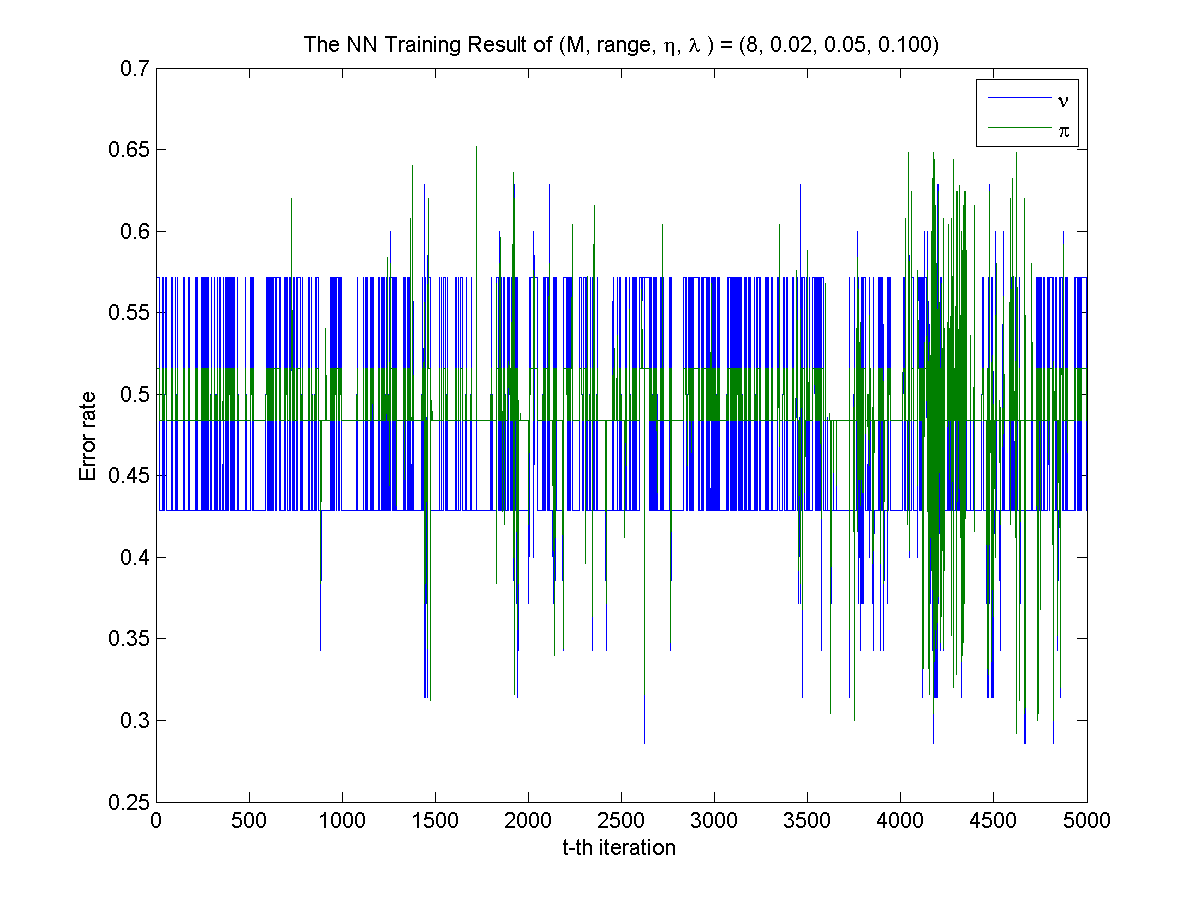 The NN Training Result of (M, range, η, λ ) = (8, 0.02, 0.05, 0.100)
ν
π
0.7
0.65
0.6
0.55
0.5
0.45
0.4
0.35
0.3
0.25
Error rate
0 500 1000 1500 2000 2500 3000 3500 4000 4500 5000
t-th iteration